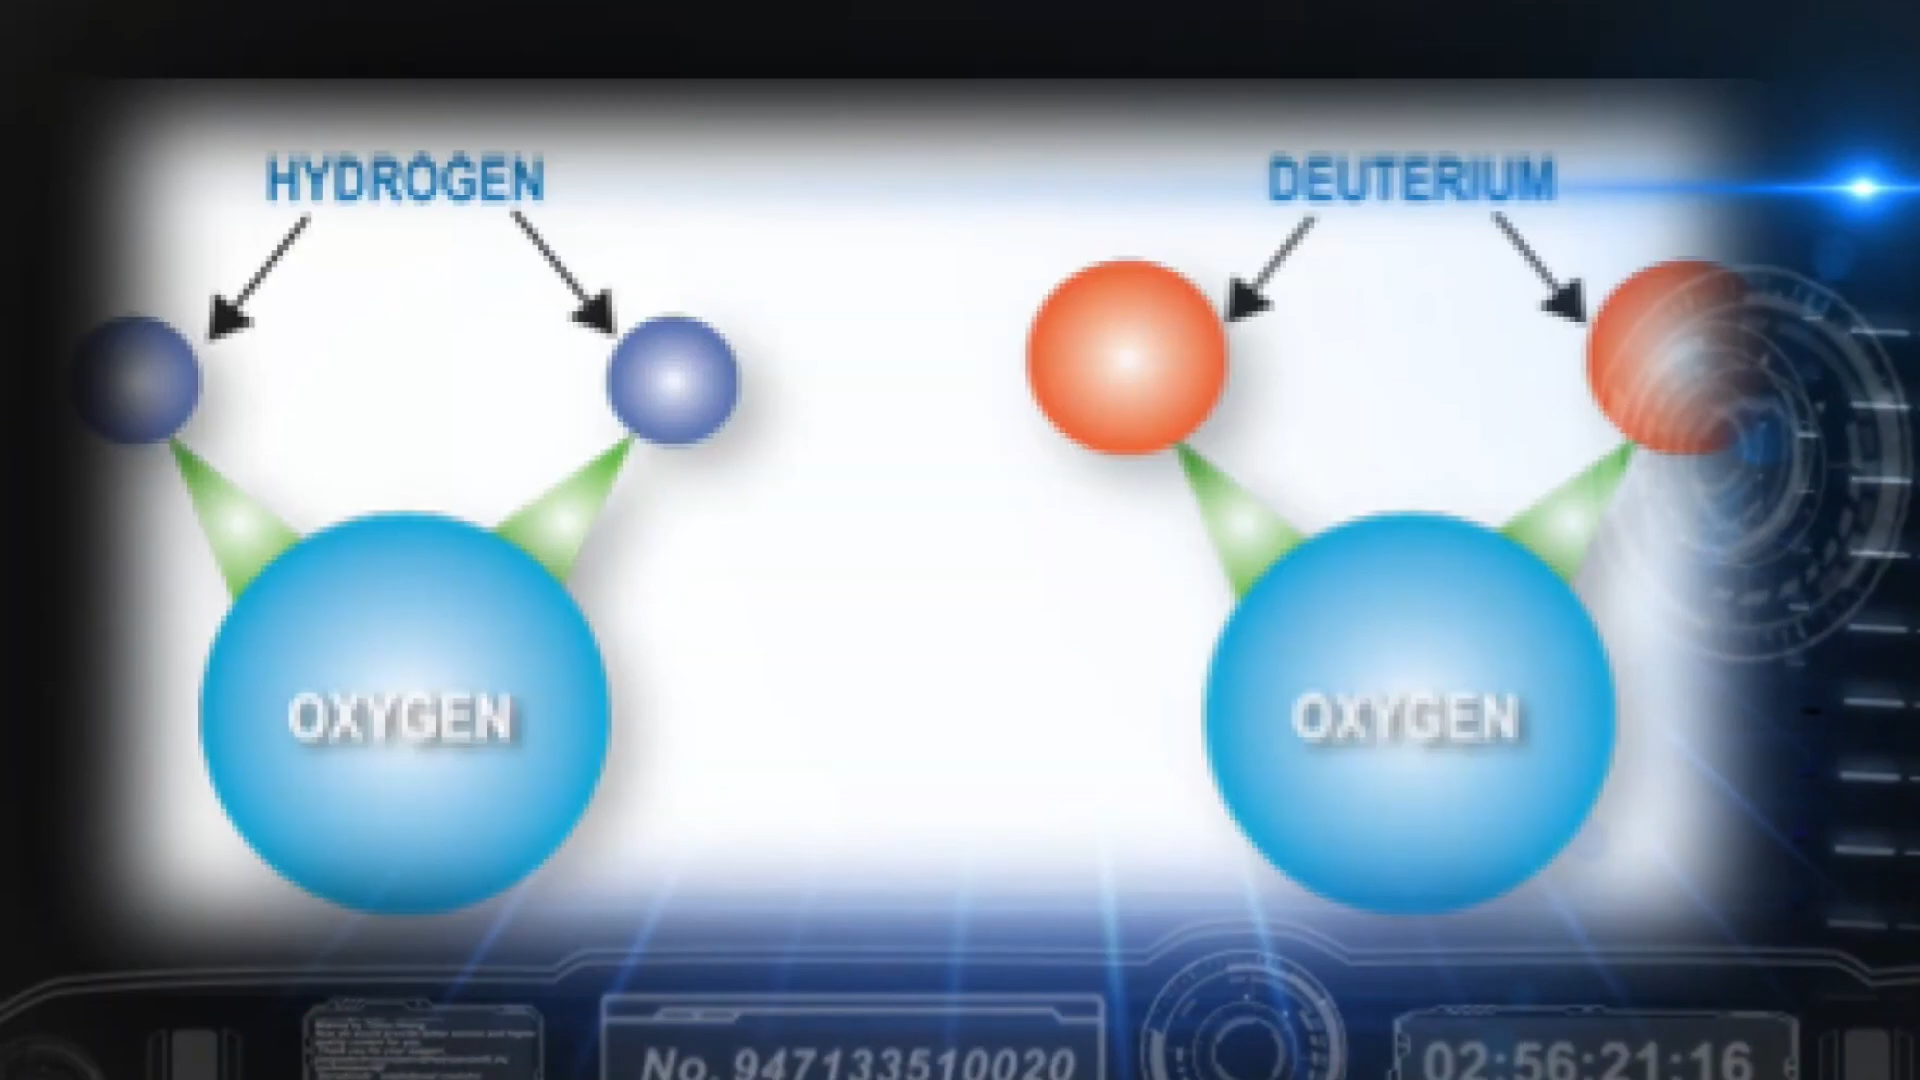 HYDROGEN
DEUTERIUM
OXYGEN
OXYGEN
No. 947133510020
02:56:21:16